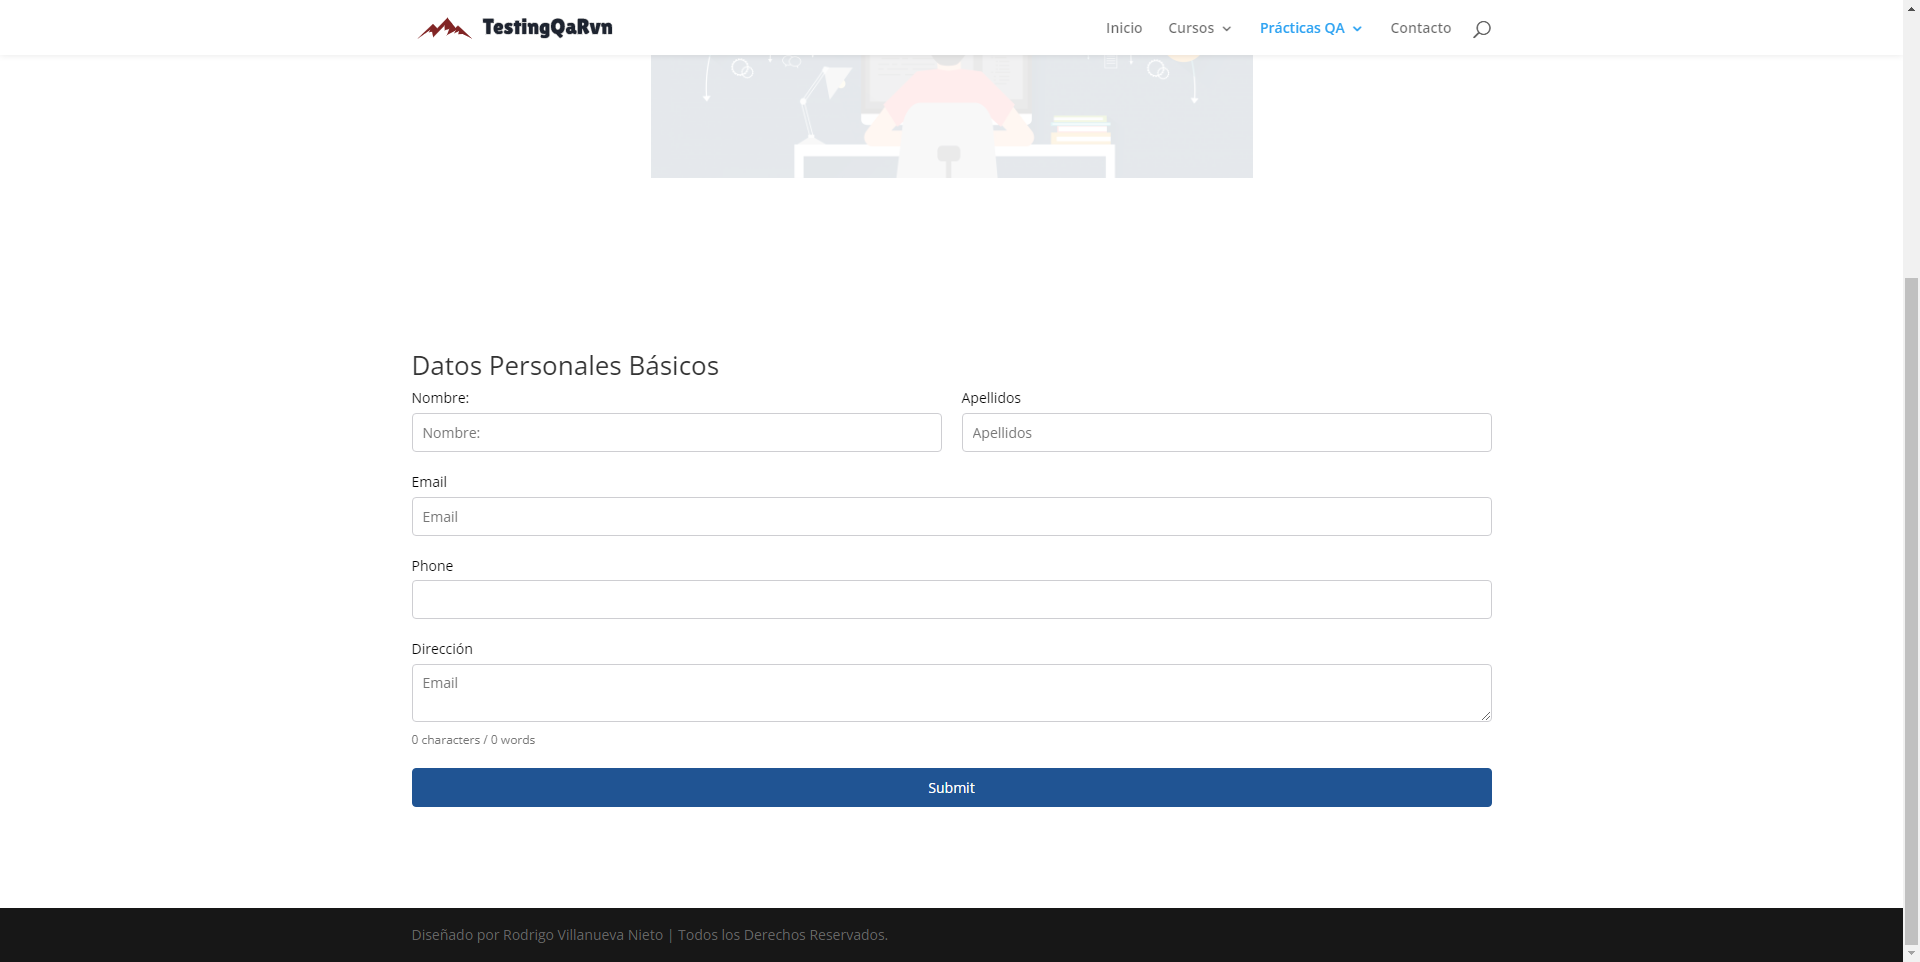 TestingQaRvn
Inicio Cursos Prácticas QA Contacto
Datos Personales Básicos
Nombre: Apellidos
Nombre: Apellidos
Email
Email
Phone
Dirección
Email
0 characters / 0 words
Submit
Diseñado por Rodrigo Villanueva Nieto | Todos los Derechos Reservados.